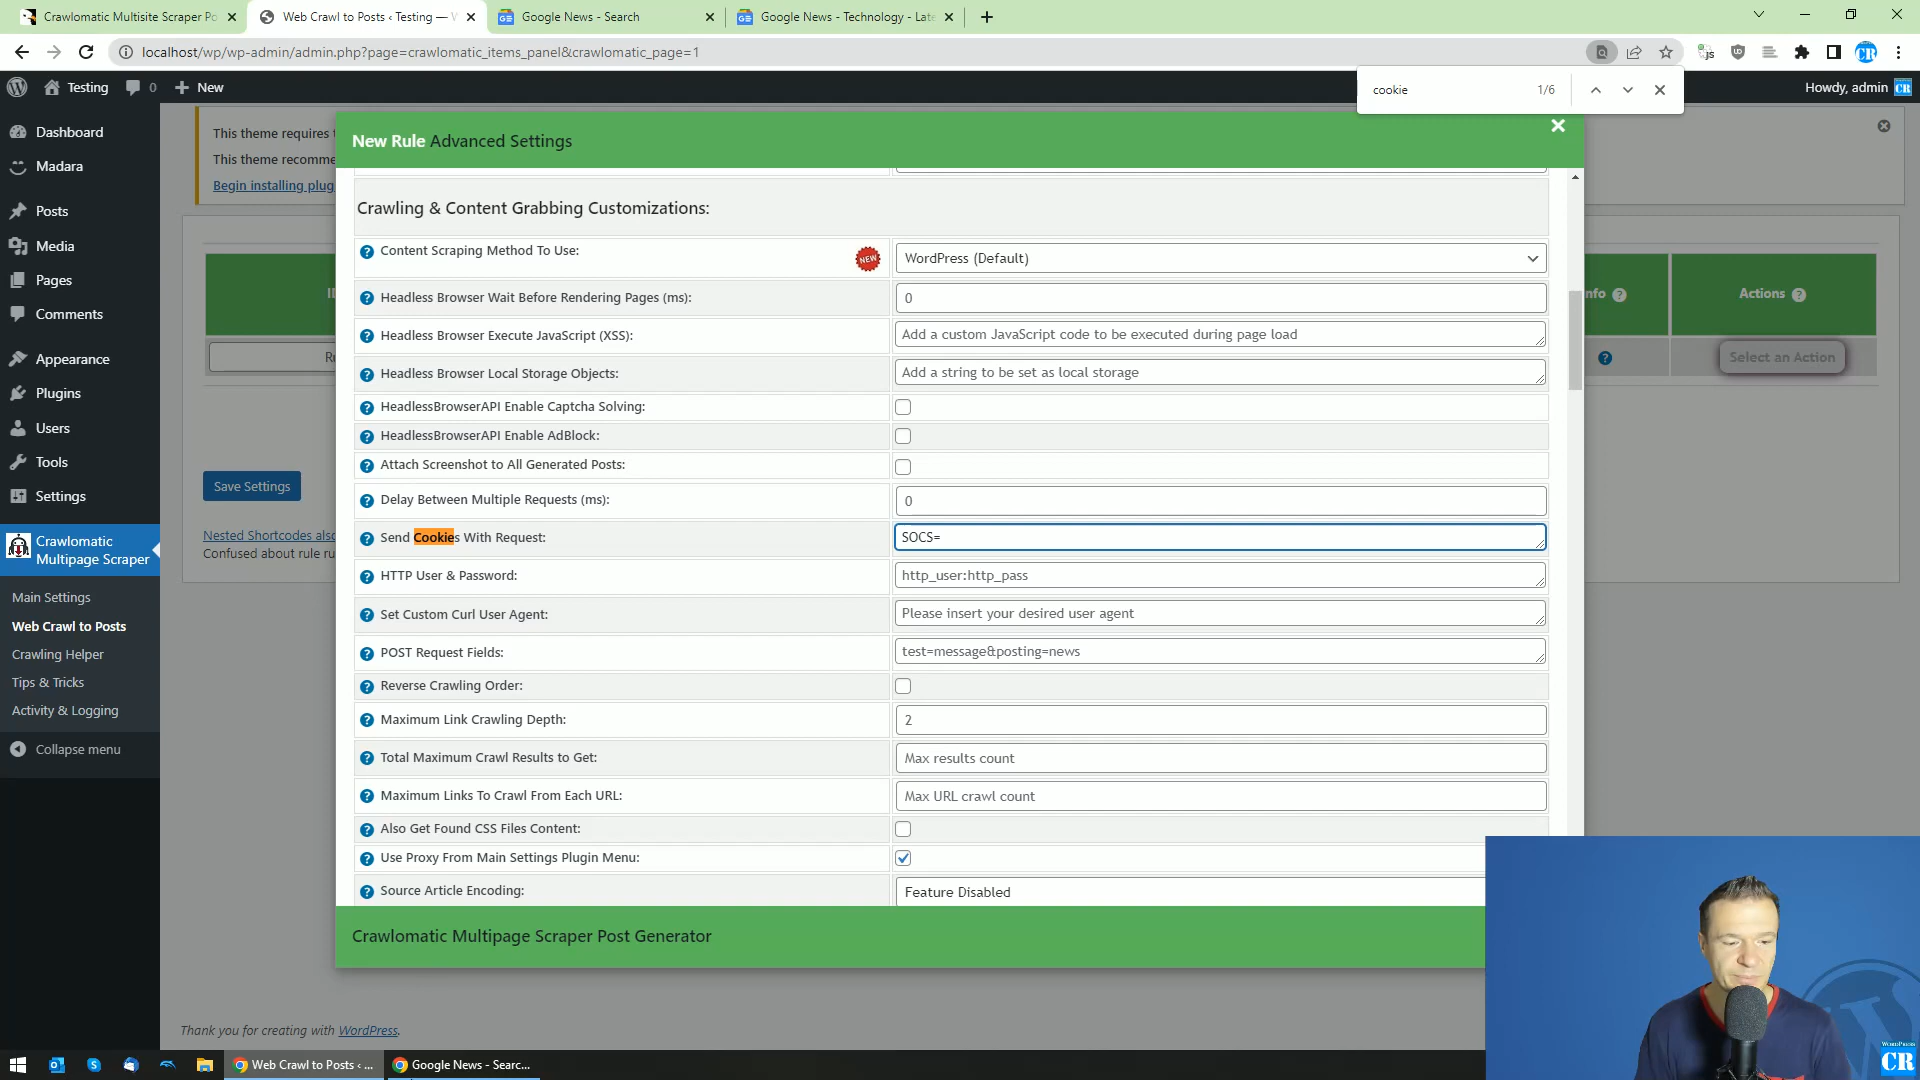 Crawlomatic Multisite Scraper Po
Web Crawl to Posts ‹ Testing — W
Google News - Search
Google News - Technology - Late
localhost/wp/wp-admin/admin.php?page=crawlomatic_items_panel&crawlomatic_page=1
cookie 1/6
Testing 0 New
Howdy, admin
Dashboard
Madara
Posts
Media
Pages
Comments
Appearance
Plugins
Users
Tools
Settings
Crawlomatic
Multipage Scraper
Main Settings
Web Crawl to Posts
Crawling Helper
Tips & Tricks
Activity & Logging
Collapse menu
This theme requires
This theme recomme
Begin installing plug
Save Settings
Nested Shortcodes also
Confused about rule ru
Thank you for creating with WordPress.
New Rule Advanced Settings
Crawling & Content Grabbing Customizations:
Content Scraping Method To Use: NEW WordPress (Default)
Headless Browser Wait Before Rendering Pages (ms): 0
Headless Browser Execute JavaScript (XSS): Add a custom JavaScript code to be executed during page load
Headless Browser Local Storage Objects: Add a string to be set as local storage
HeadlessBrowserAPI Enable Captcha Solving:
HeadlessBrowserAPI Enable AdBlock:
Attach Screenshot to All Generated Posts:
Delay Between Multiple Requests (ms): 0
Send Cookies With Request: SOCS=
HTTP User & Password: http_user:http_pass
Set Custom Curl User Agent: Please insert your desired user agent
POST Request Fields: test=message&posting=news
Reverse Crawling Order:
Maximum Link Crawling Depth: 2
Total Maximum Crawl Results to Get: Max results count
Maximum Links To Crawl From Each URL: Max URL crawl count
Also Get Found CSS Files Content:
Use Proxy From Main Settings Plugin Menu:
Source Article Encoding: Feature Disabled
Crawlomatic Multipage Scraper Post Generator
nfo
Actions
Select an Action
Web Crawl to Posts ‹ ...
Google News - Searc...
WORDPRESS
CR